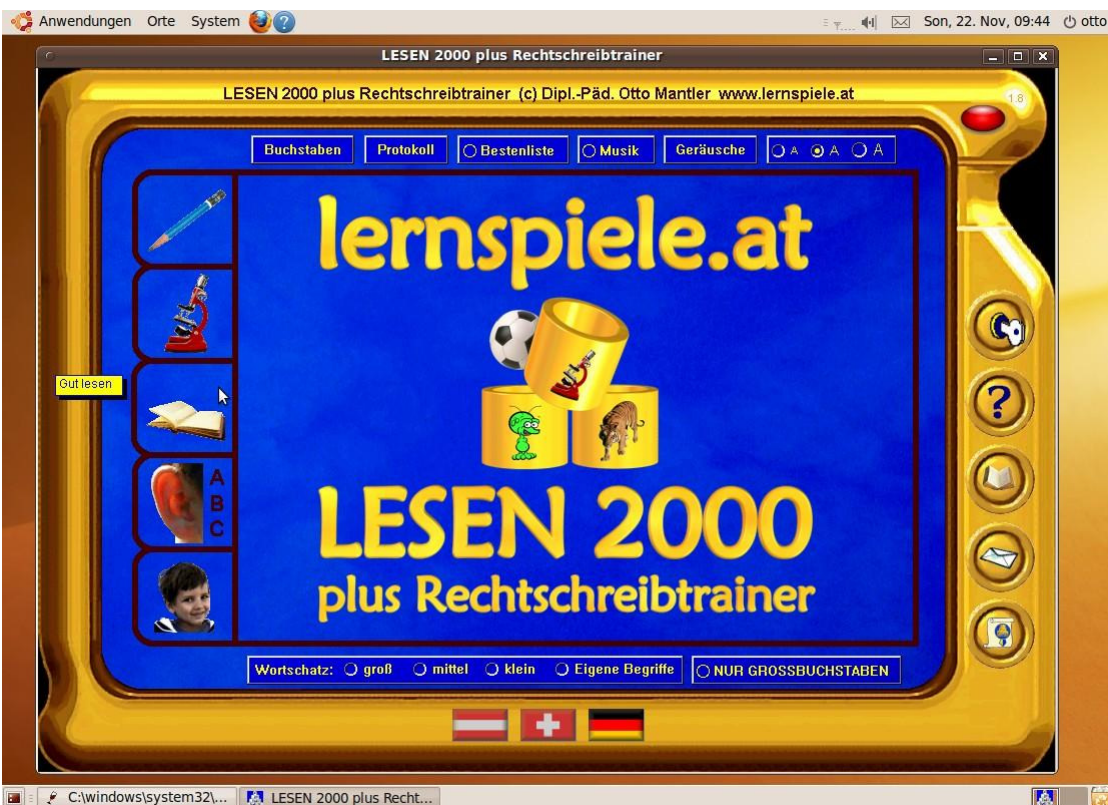 Anwendungen Orte System ?
Son, 22. Nov, 09:44 otto
LESEN 2000 plus Rechtschreibtrainer
LESEN 2000 plus Rechtschreibtrainer (c) Dipl.-Päd. Otto Mantler www.lernspiele.at
1.8
Buchstaben Protokoll Bestenliste Musik Geräusche A A A
lernspiele.at
Gut lesen
?
A
B
C
LESEN 2000
plus Rechtschreibtrainer
Wortschatz: groß mittel klein Eigene Begriffe NUR GROSSBUCHSTABEN
C:\windows\system32\... LESEN 2000 plus Recht...